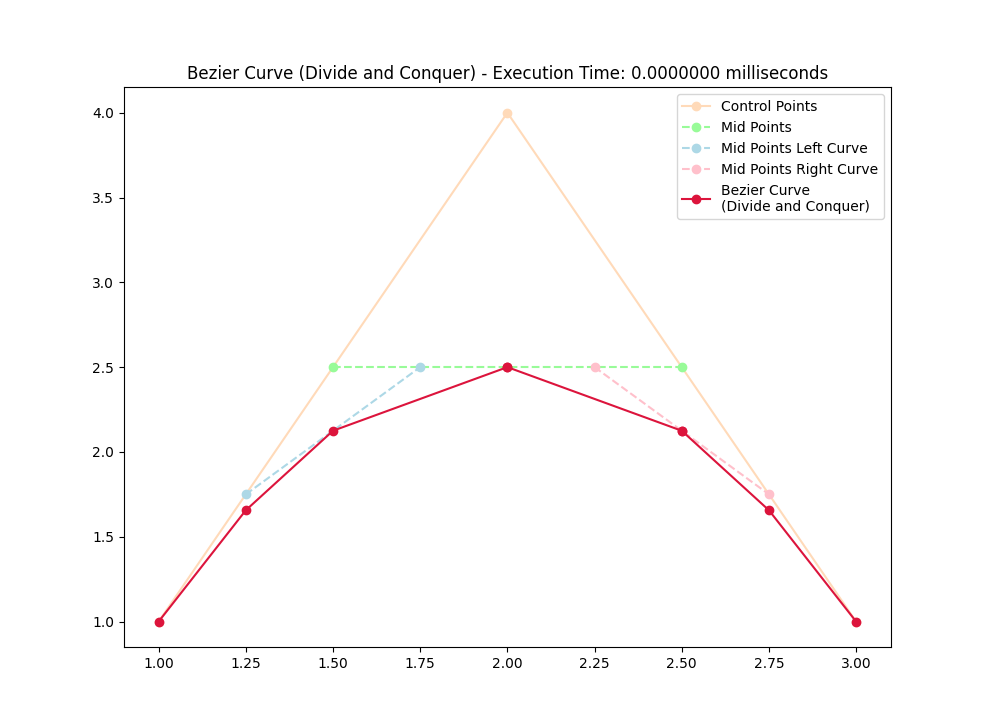 Bezier Curve (Divide and Conquer) - Execution Time: 0.0000000 milliseconds
Control Points
Mid Points
Mid Points Left Curve
Mid Points Right Curve
Bezier Curve
(Divide and Conquer)
4.0
3.5
3.0
2.5
2.0
1.5
1.0
1.00 1.25 1.50 1.75 2.00 2.25 2.50 2.75 3.00